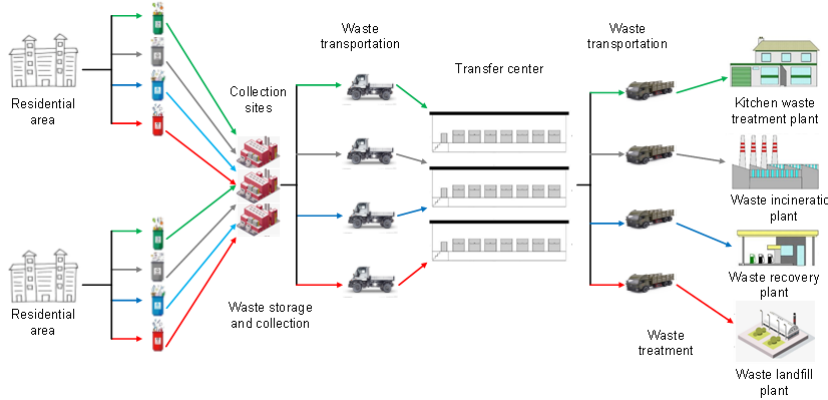 Residential
area
Residential
area
Collection
sites
Waste storage
and collection
Waste
transportation
Transfer center
Waste
transportation
Waste
treatment
Kitchen waste
treatment plant
Waste incineratic
plant
Waste recovery
plant
Waste landfill
plant